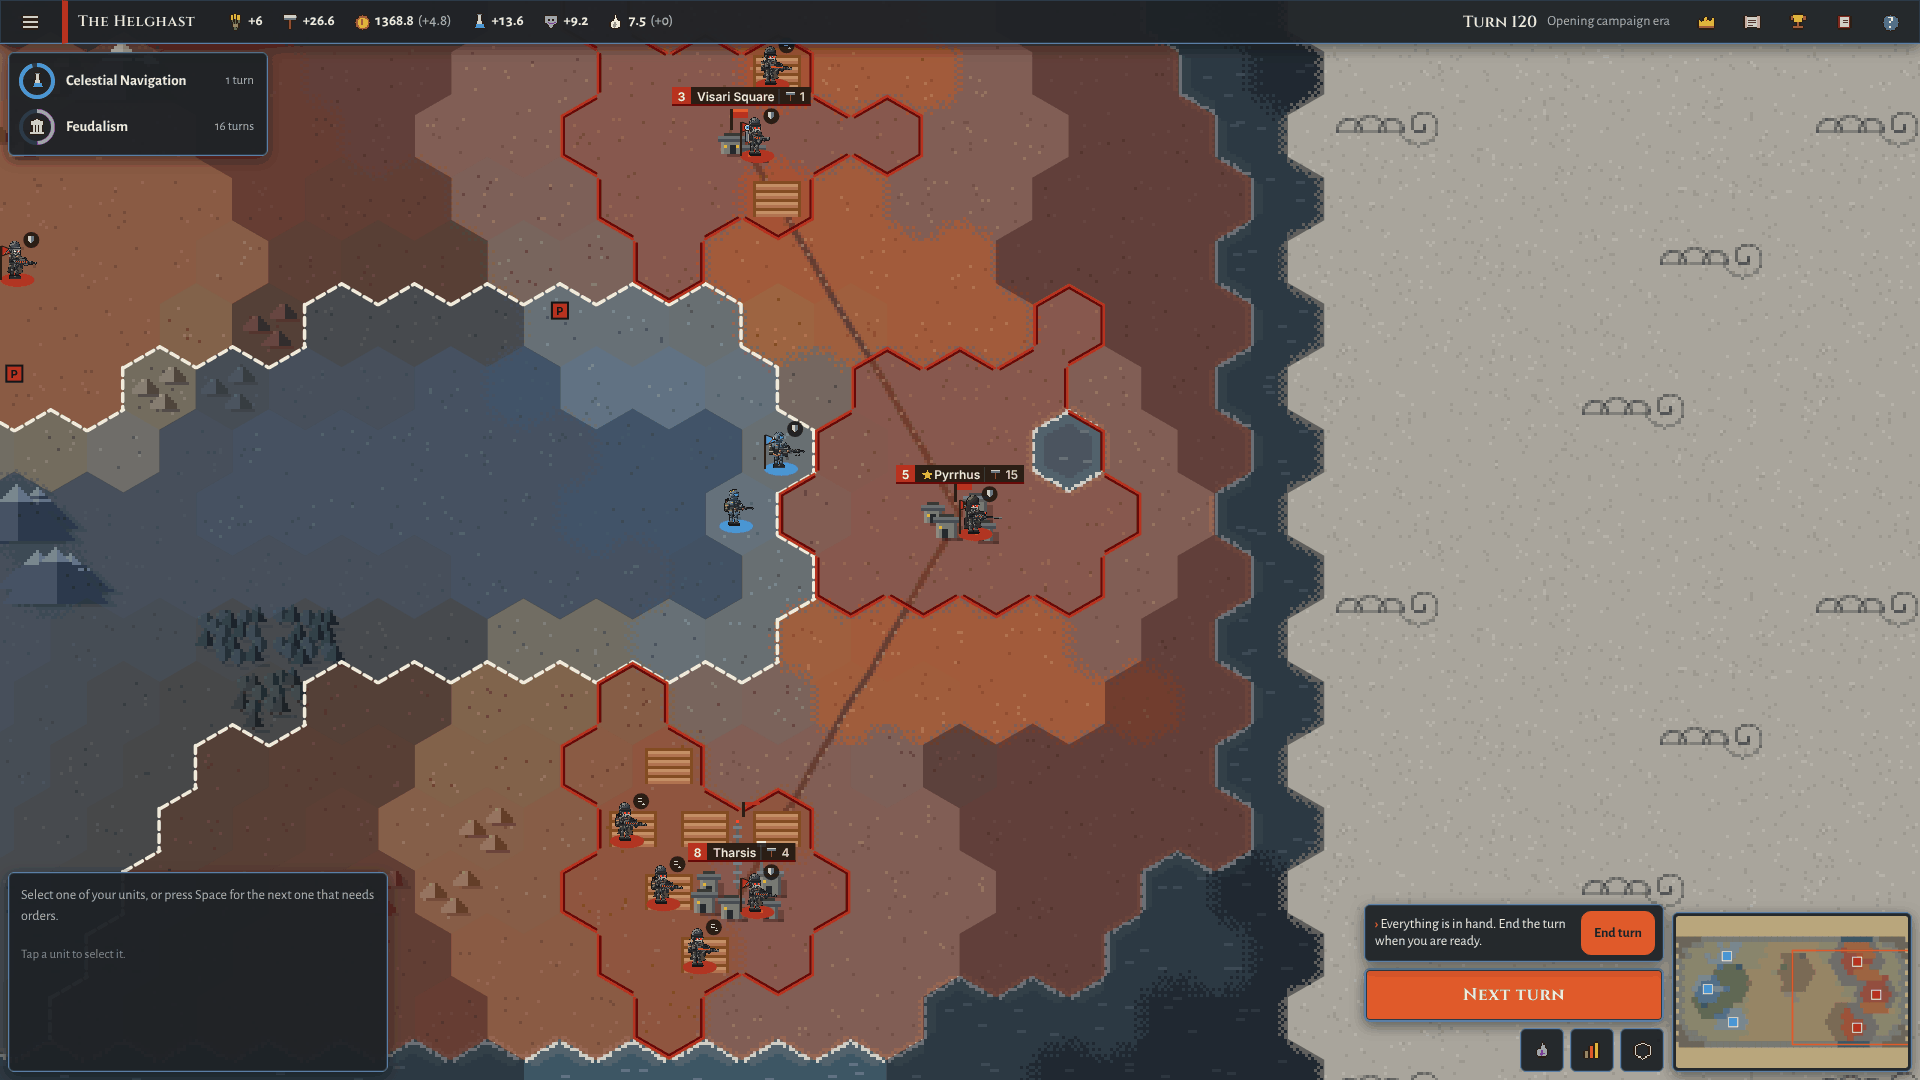 THE HELGHAST
+6
+26.6
1368.8 (+4.8)
+13.6
+9.2
7.5 (+0)
TURN 120
Opening campaign era
?
Celestial Navigation
1 turn
Feudalism
16 turns
3 Visari Square 1
P
P
5 Pyrrhus 15
8 Tharsis 4
Select one of your units, or press Space for the next one that needs
orders.
Tap a unit to select it.
› Everything is in hand. End the turn
when you are ready.
End turn
NEXT TURN